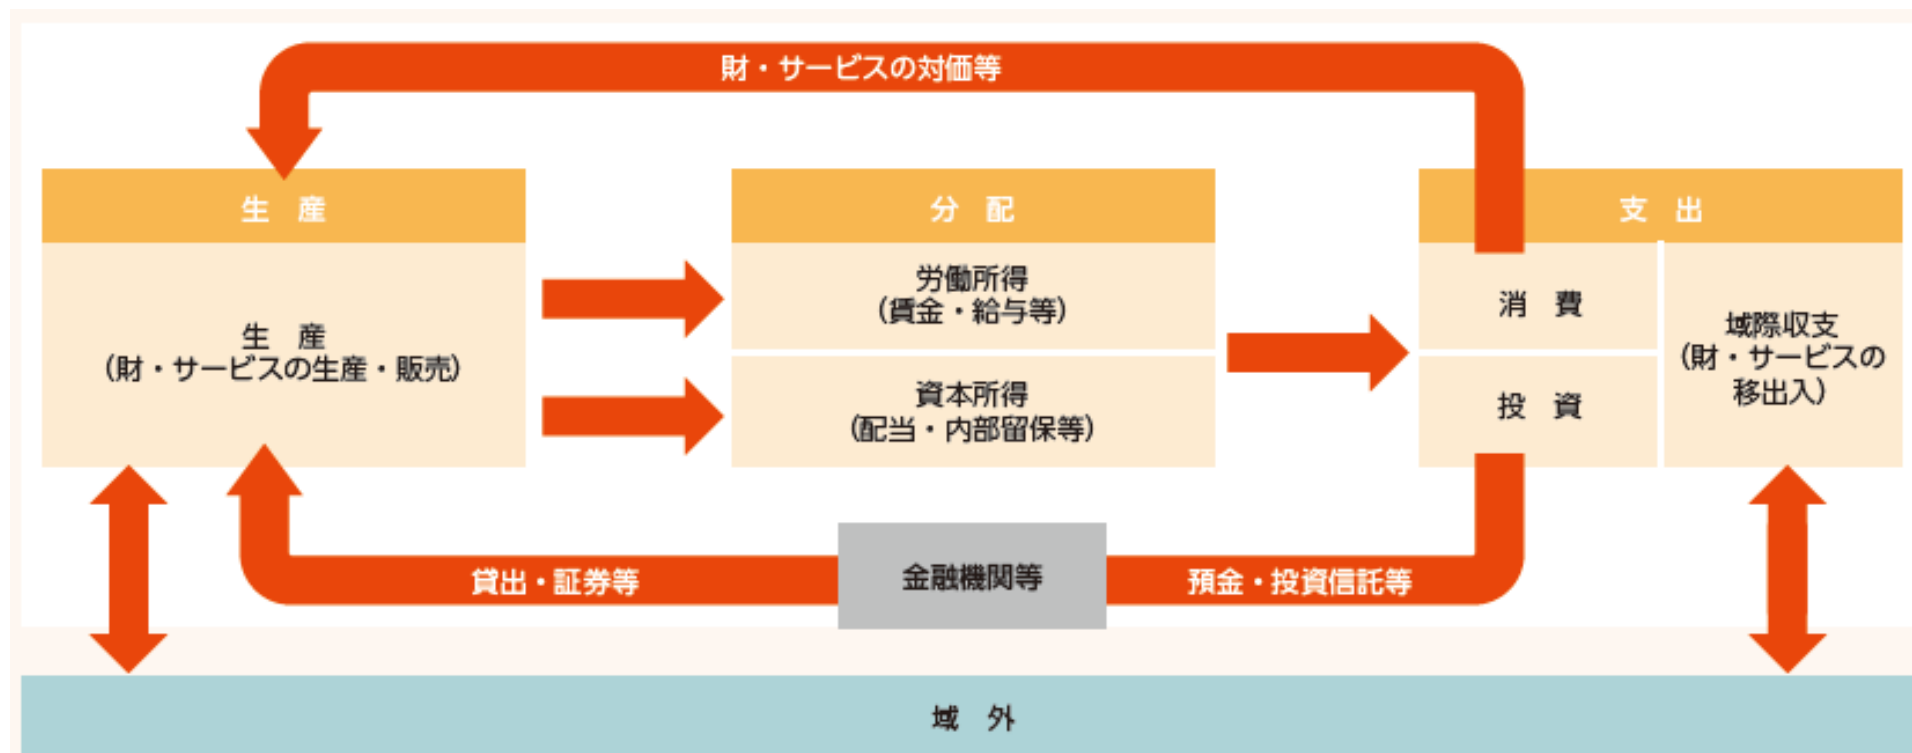 財・サービスの対価等
生　産
分　配
支　出
生　産
（財・サービスの生産・販売）
労働所得
（賃金・給与等）
資本所得
（配当・内部留保等）
消　費
投　資
域際収支
（財・サービスの
移出入）
貸出・証券等
金融機関等
預金・投資信託等
域　外